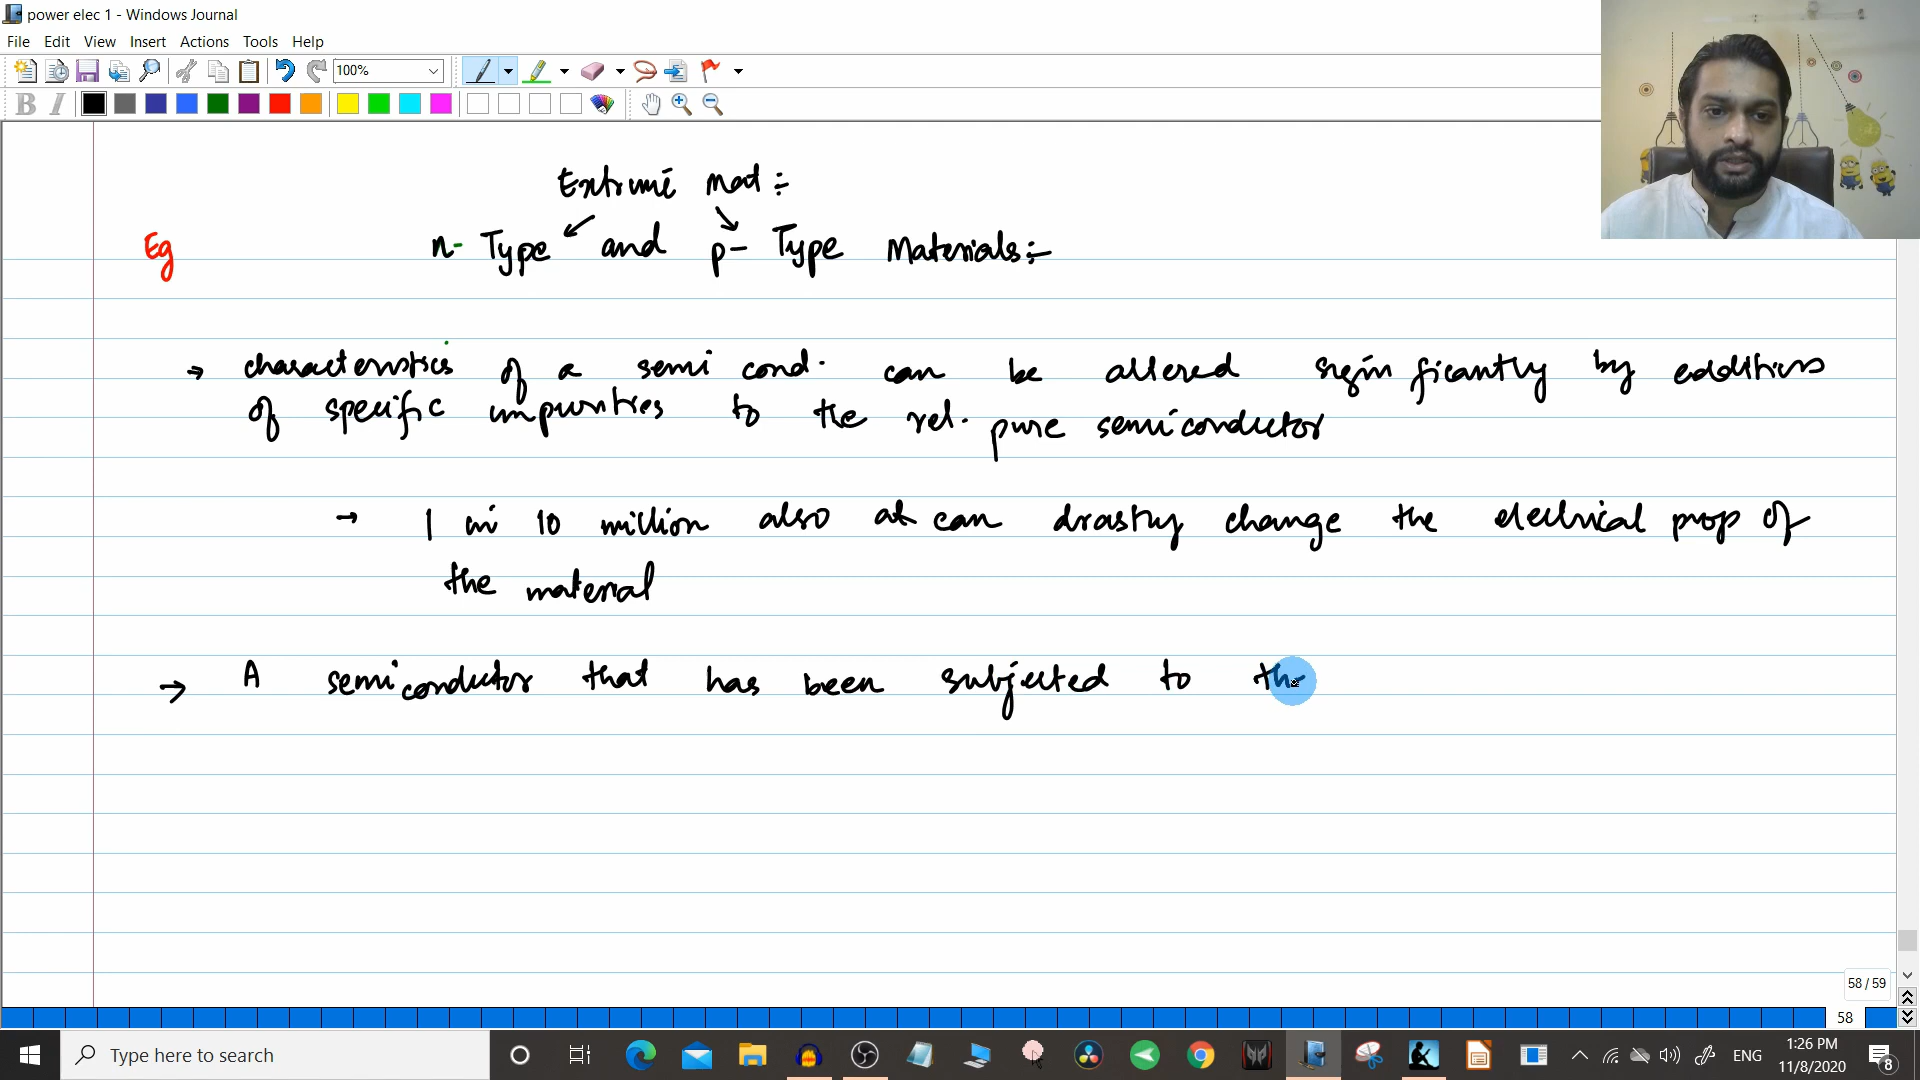 power elec 1 - Windows Journal
File Edit View Insert Actions Tools Help
100%
B I
Mat :
Eg n- Type and p- Type Materials:-
→ characteristics of a semi cond. can be altered significantly by additions
of specific impurities to the rel. pure semiconductor
→ 1 in 10 million also can drastly change the electrical prop of
the material
→ A semiconductor that has been subjected to the
58 / 59
58
Type here to search
ENG
1:26 PM
11/8/2020
8